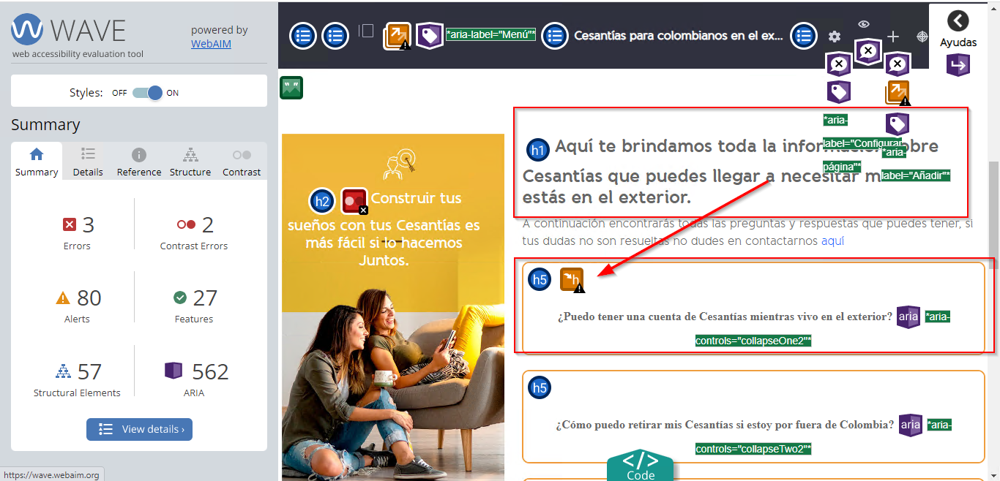 WAVE
powered by
WebAIM
web accessibility evaluation tool
Styles: OFF ON
Summary
Summary Details Reference Structure Contrast
3
Errors
2
Contrast Errors
80
Alerts
27
Features
57
Structural Elements
562
ARIA
View details ›
https://wave.webaim.org
*aria-label="Menú"*
Cesantías para colombianos en el ex...
Ayudas
*aria-
label="Configurar
página"*
*aria-
label="Añadir"*
h2 Construir tus
sueños con tus Cesantías es
más fácil si lo hacemos
Juntos.
h1 Aquí te brindamos toda la obre
Cesantías que puedes llegar a necesitar
estás en el exterior.
A continuación encontrarás todas las preguntas y respuestas que puedes tener, si
tus dudas no son resueltas no dudes en contactarnos aquí
h5 h
¿Puedo tener una cuenta de Cesantías mientras vivo en el exterior? aria *aria-
controls="collapseOne2"*
h5
¿Cómo puedo retirar mis Cesantías si estoy por fuera de Colombia? aria *aria-
controls="collapseTwo2"*
</> 
Code